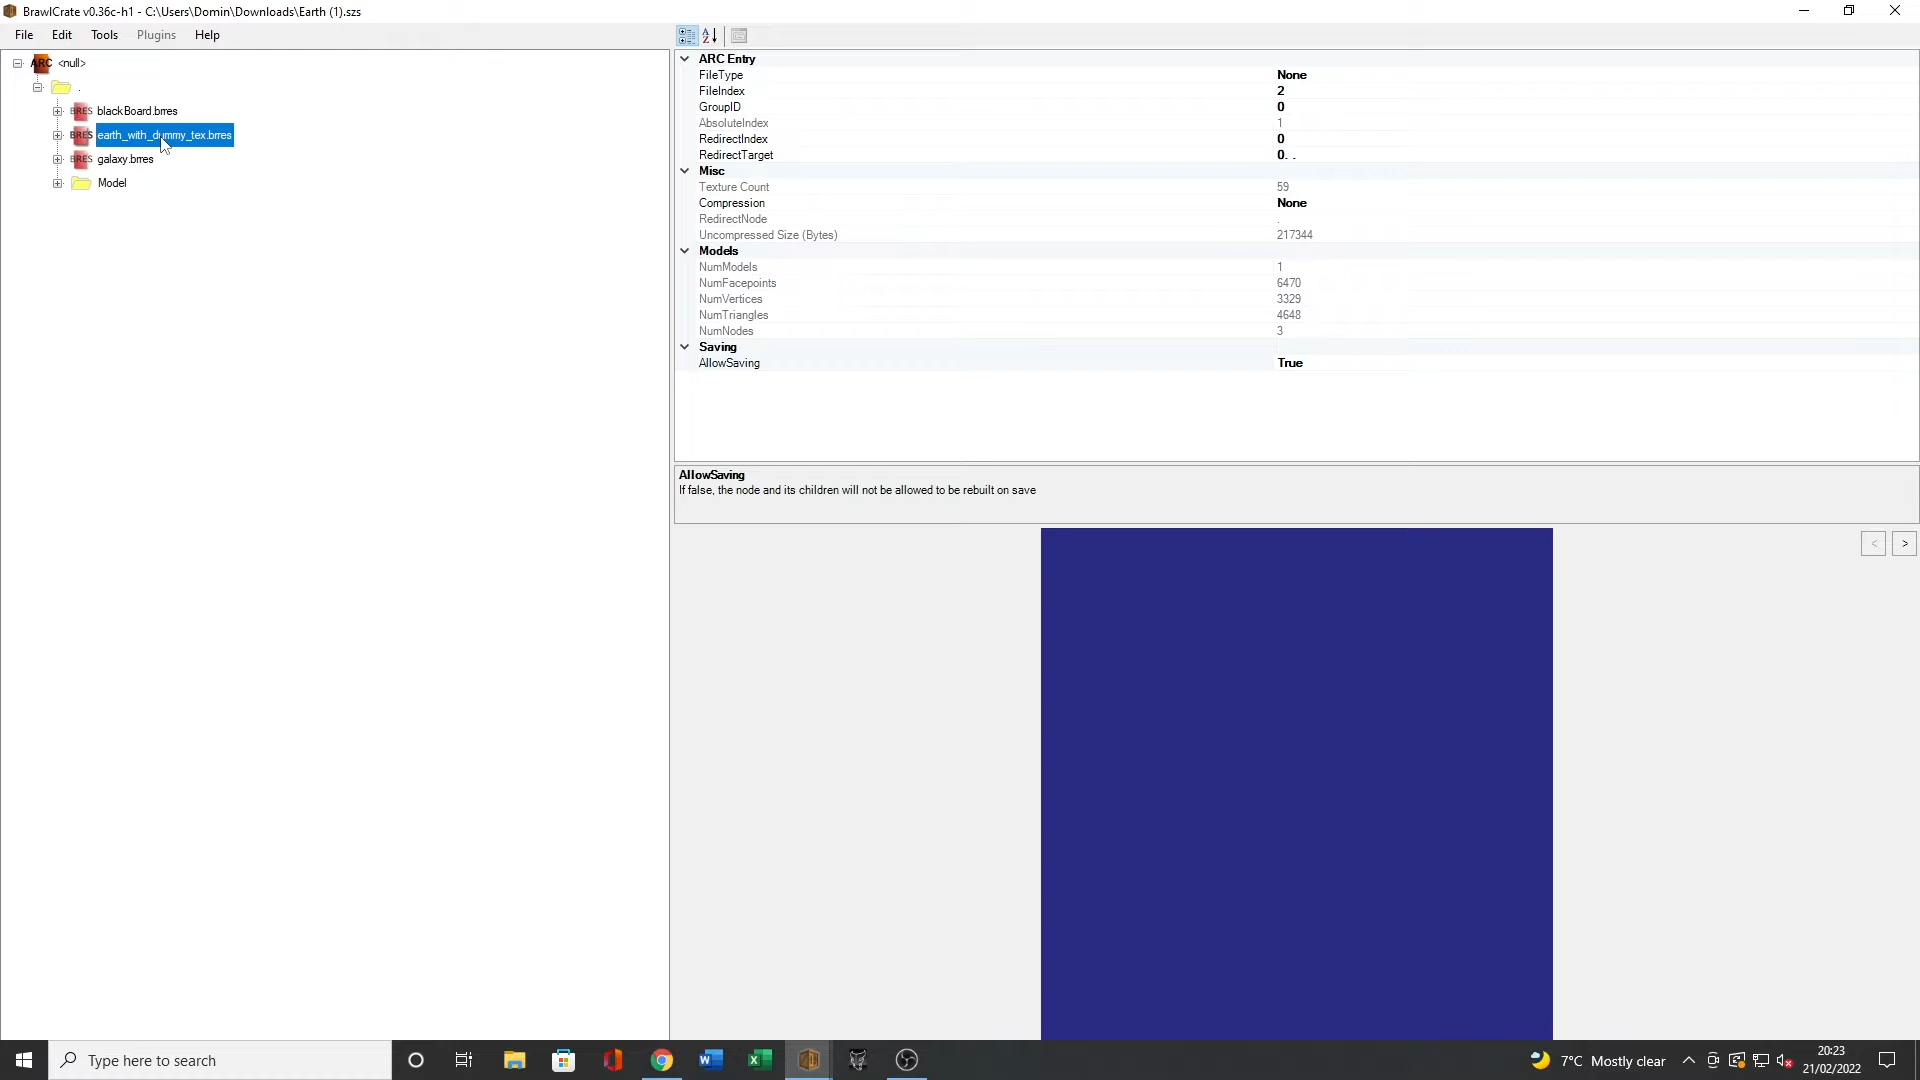 BrawlCrate v0.36c-h1 - C:\Users\Domin\Downloads\Earth (1).szs
File Edit Tools Plugins Help
ARC <null>
.
BRES blackBoard.brres
BRES earth_with_dummy_tex.brres
BRES galaxy.brres
Model
ARC Entry
FileType None
FileIndex 2
GroupID 0
AbsoluteIndex 1
RedirectIndex 0
RedirectTarget 0. .
Misc
Texture Count 59
Compression None
RedirectNode .
Uncompressed Size (Bytes) 217344
Models
NumModels 1
NumFacepoints 6470
NumVertices 3329
NumTriangles 4648
NumNodes 3
Saving
AllowSaving True
AllowSaving
If false, the node and its children will not be allowed to be rebuilt on save
< >
Type here to search
7°C Mostly clear
20:23
21/02/2022